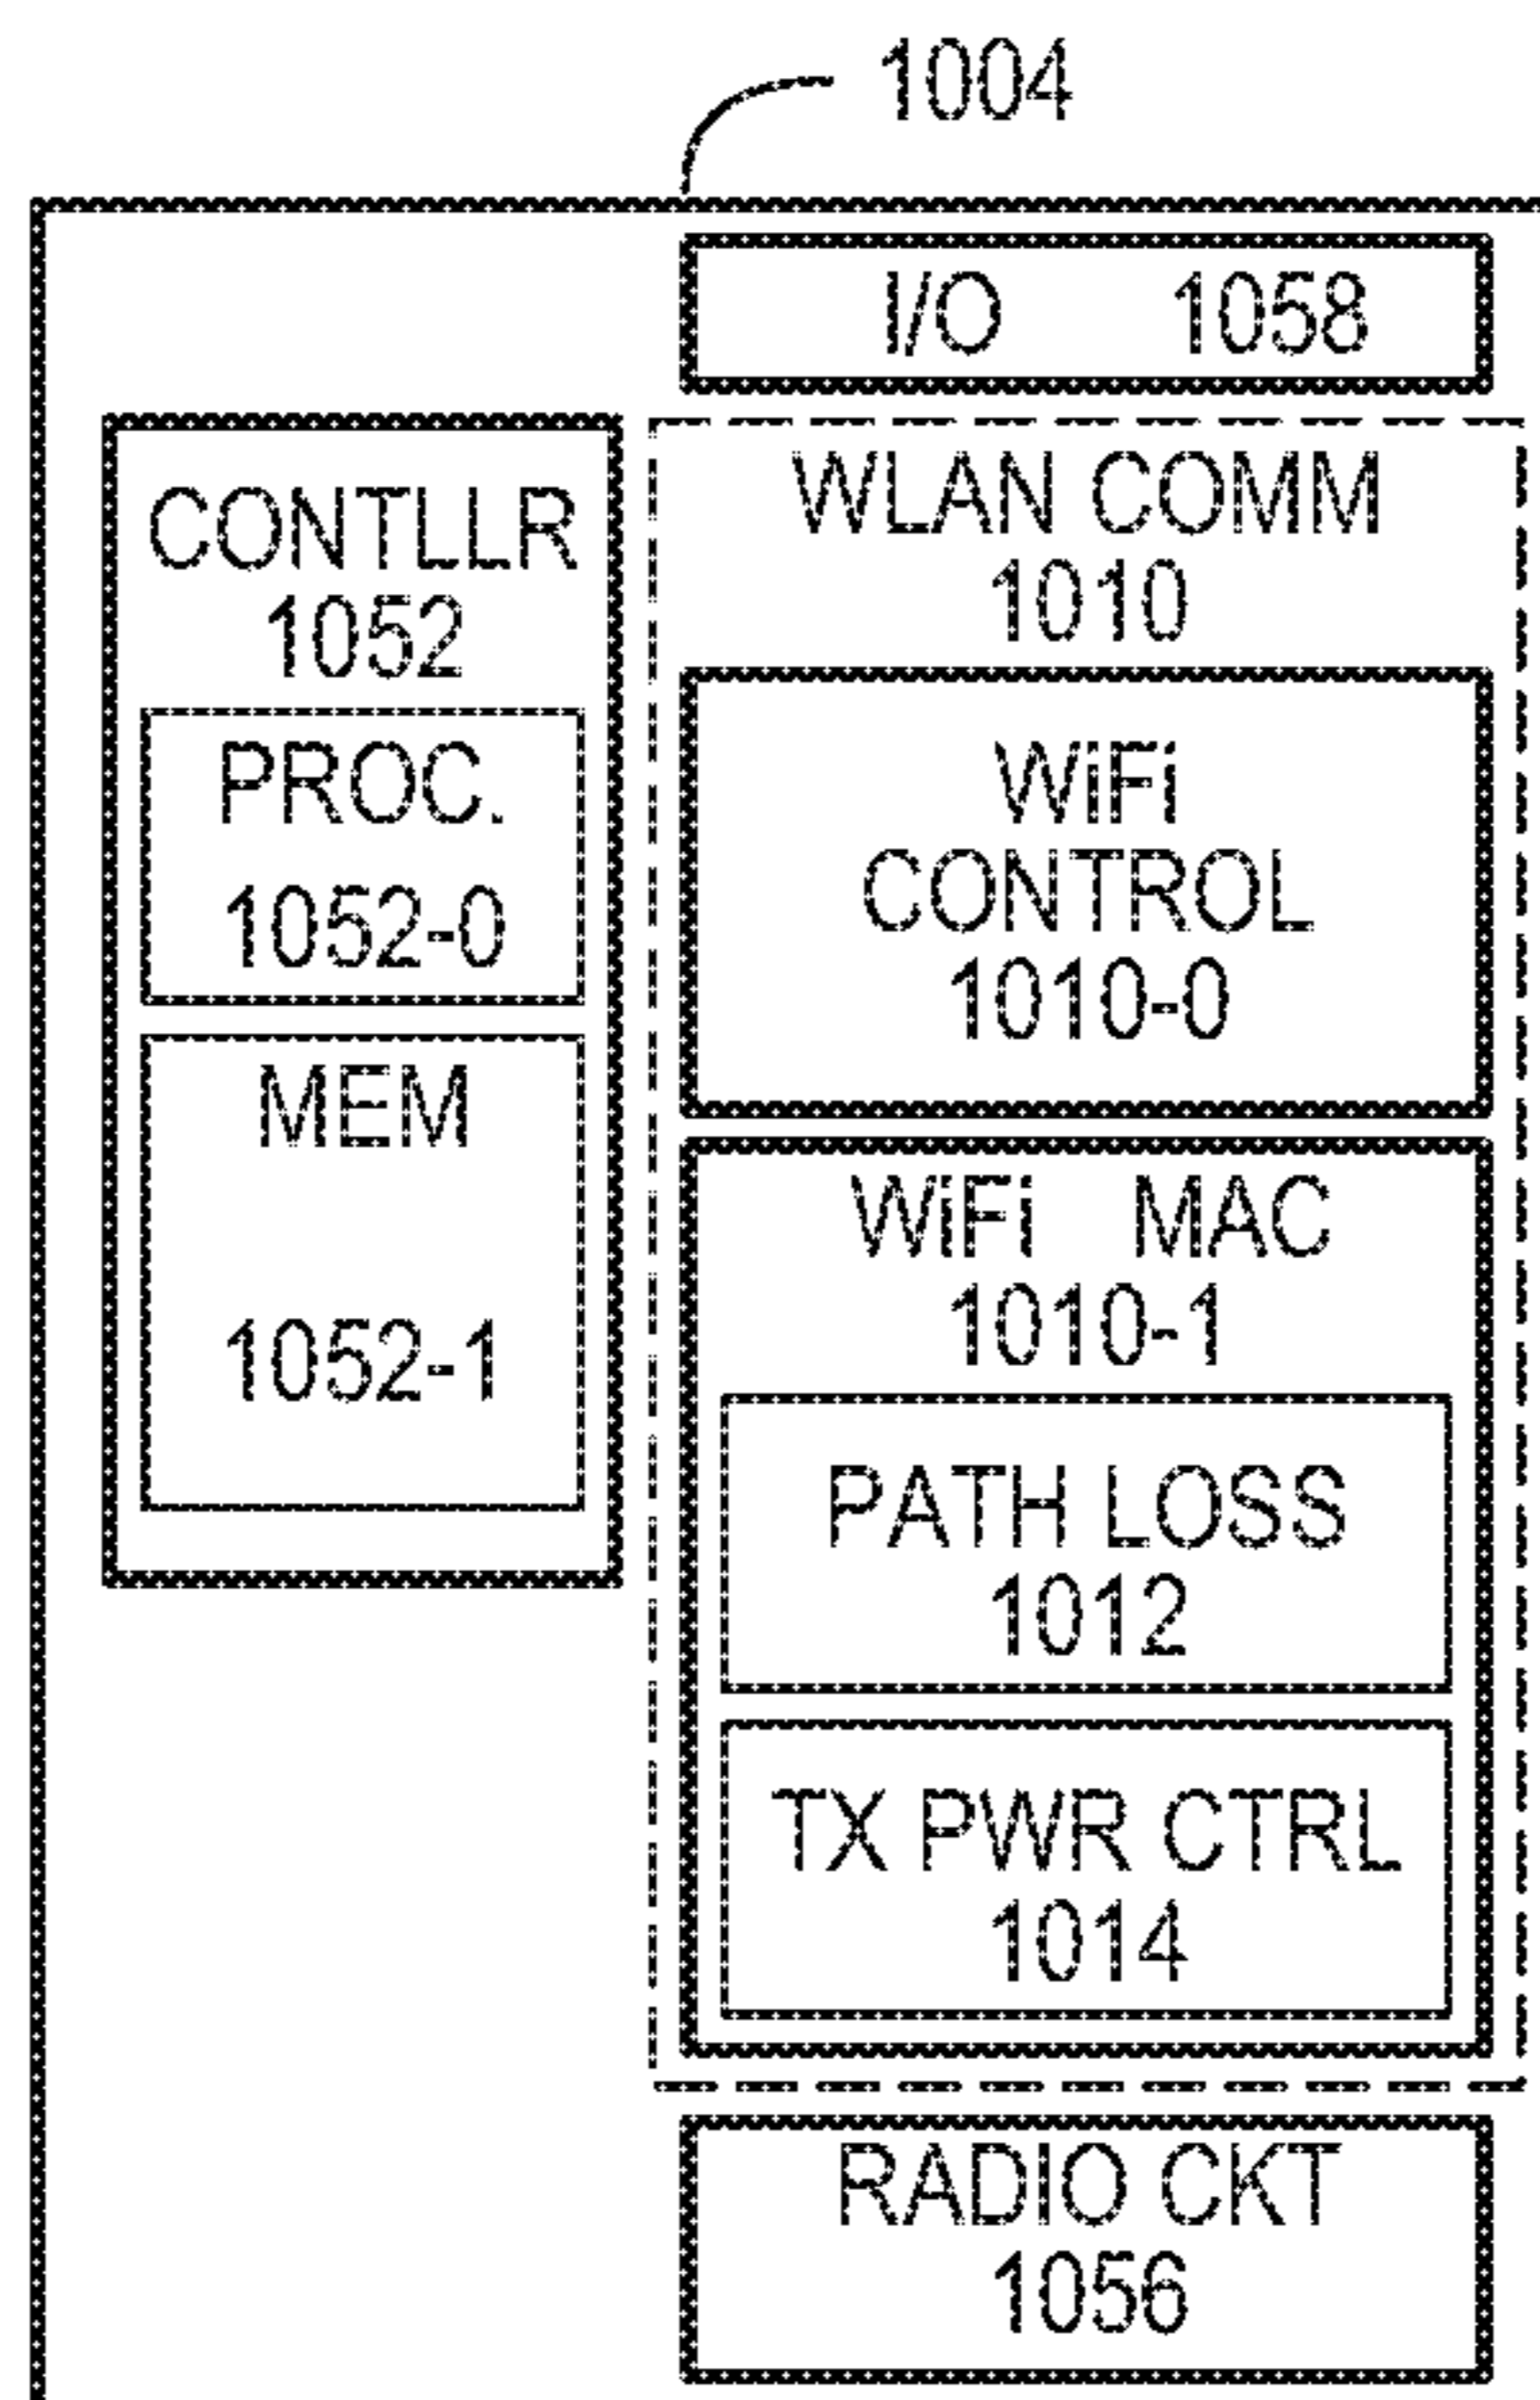 1004
I/O 1058
CONTLLR
1052
PROC.
1052-0
MEM
1052-1
WLAN COMM
1010
WiFi
CONTROL
1010-0
WiFi MAC
1010-1
PATH LOSS
1012
TX PWR CTRL
1014
RADIO CKT
1056